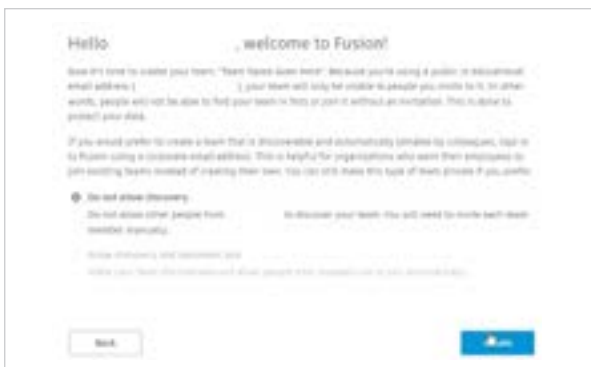 Hello , welcome to Fusion!
Now it's time to create your team, "Team Name Goes Here". Because you're using a public or educational
email address ( ), your team will only be visible to people you invite to it. In other
words, people will not be able to find your team in lists or join it without an invitation. This is done to
protect your data.
If you would prefer to create a team that is discoverable and automatically joinable by colleagues, sign in
to Fusion using a corporate email address. This is helpful for organizations who want their employees to
join existing teams instead of creating their own. You can still make this type of team private if you prefer.
Do not allow discovery
Do not allow other people from to discover your team. You will need to invite each team
member manually.
Allow discovery and
Back